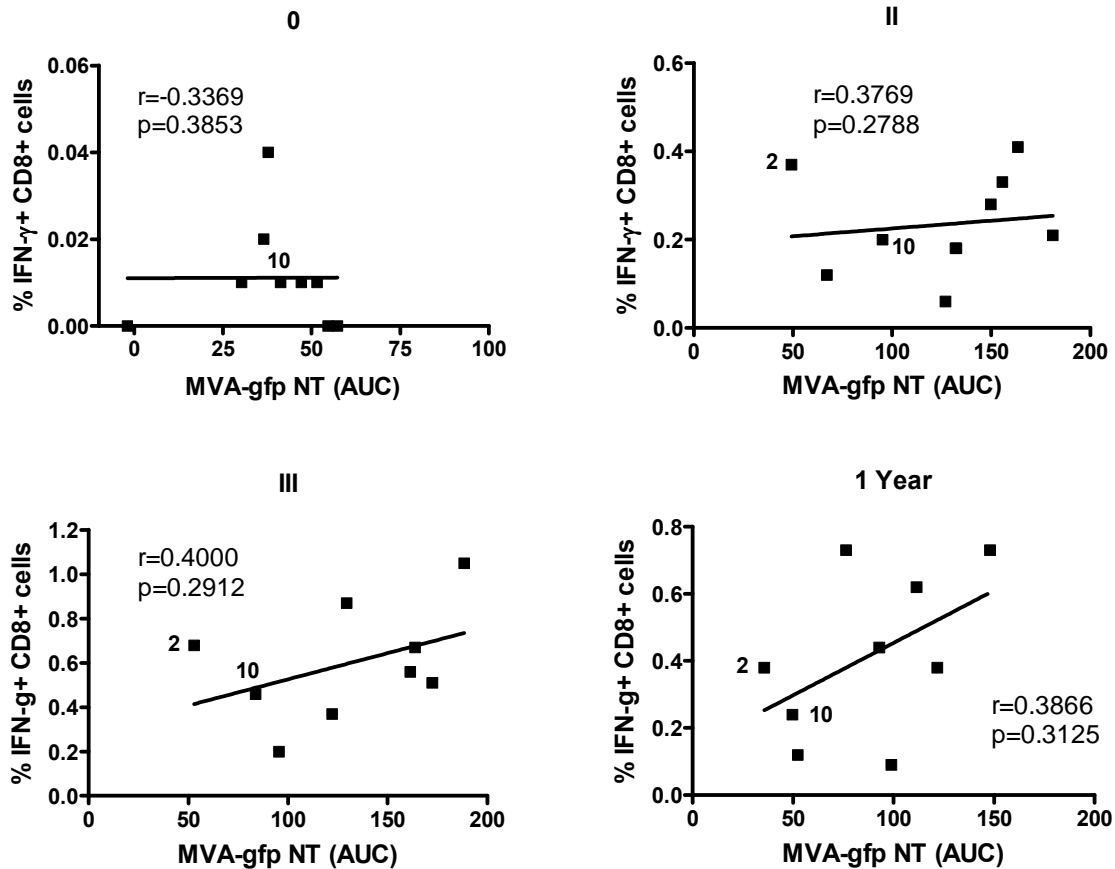 0
0.06
0.04
0.02
0.00
% IFN-γ+ CD8+ cells
r=-0.3369
p=0.3853
10
0 25 50 75 100
MVA-gfp NT (AUC)
II
0.6
0.4
0.2
0.0
% IFN-γ+ CD8+ cells
r=0.3769
p=0.2788
2
10
0 50 100 150 200
MVA-gfp NT (AUC)
III
1.2
1.0
0.8
0.6
0.4
0.2
0.0
% IFN-g+ CD8+ cells
r=0.4000
p=0.2912
2
10
0 50 100 150 200
MVA-gfp NT (AUC)
1 Year
0.8
0.6
0.4
0.2
0.0
% IFN-g+ CD8+ cells
2
10
r=0.3866
p=0.3125
0 50 100 150 200
MVA-gfp NT (AUC)